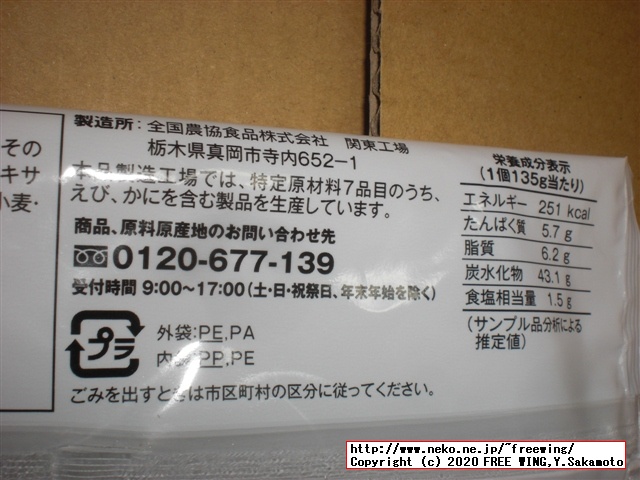 その
キサ
小麦・
製造所：全国農協食品株式会社　関東工場
栃木県真岡市寺内652-1
本品製造工場では、特定原材料7品目のうち、
えび、かにを含む製品を生産しています。
商品、原料原産地のお問い合わせ先
0120-677-139
受付時間 9:00〜17:00（土・日・祝祭日、年末年始を除く）
プラ
外袋：PE,PA
内袋：PP,PE
ごみを出すときは市区町村の区分に従ってください。
栄養成分表示
（1個135g当たり）
エネルギー 251 kcal
たんぱく質 5.7 g
脂質 6.2 g
炭水化物 43.1 g
食塩相当量 1.5 g
（サンプル品分析による
推定値）
http://www.neko.ne.jp/~freewing/
Copyright (c) 2020 FREE WING,Y.Sakamoto